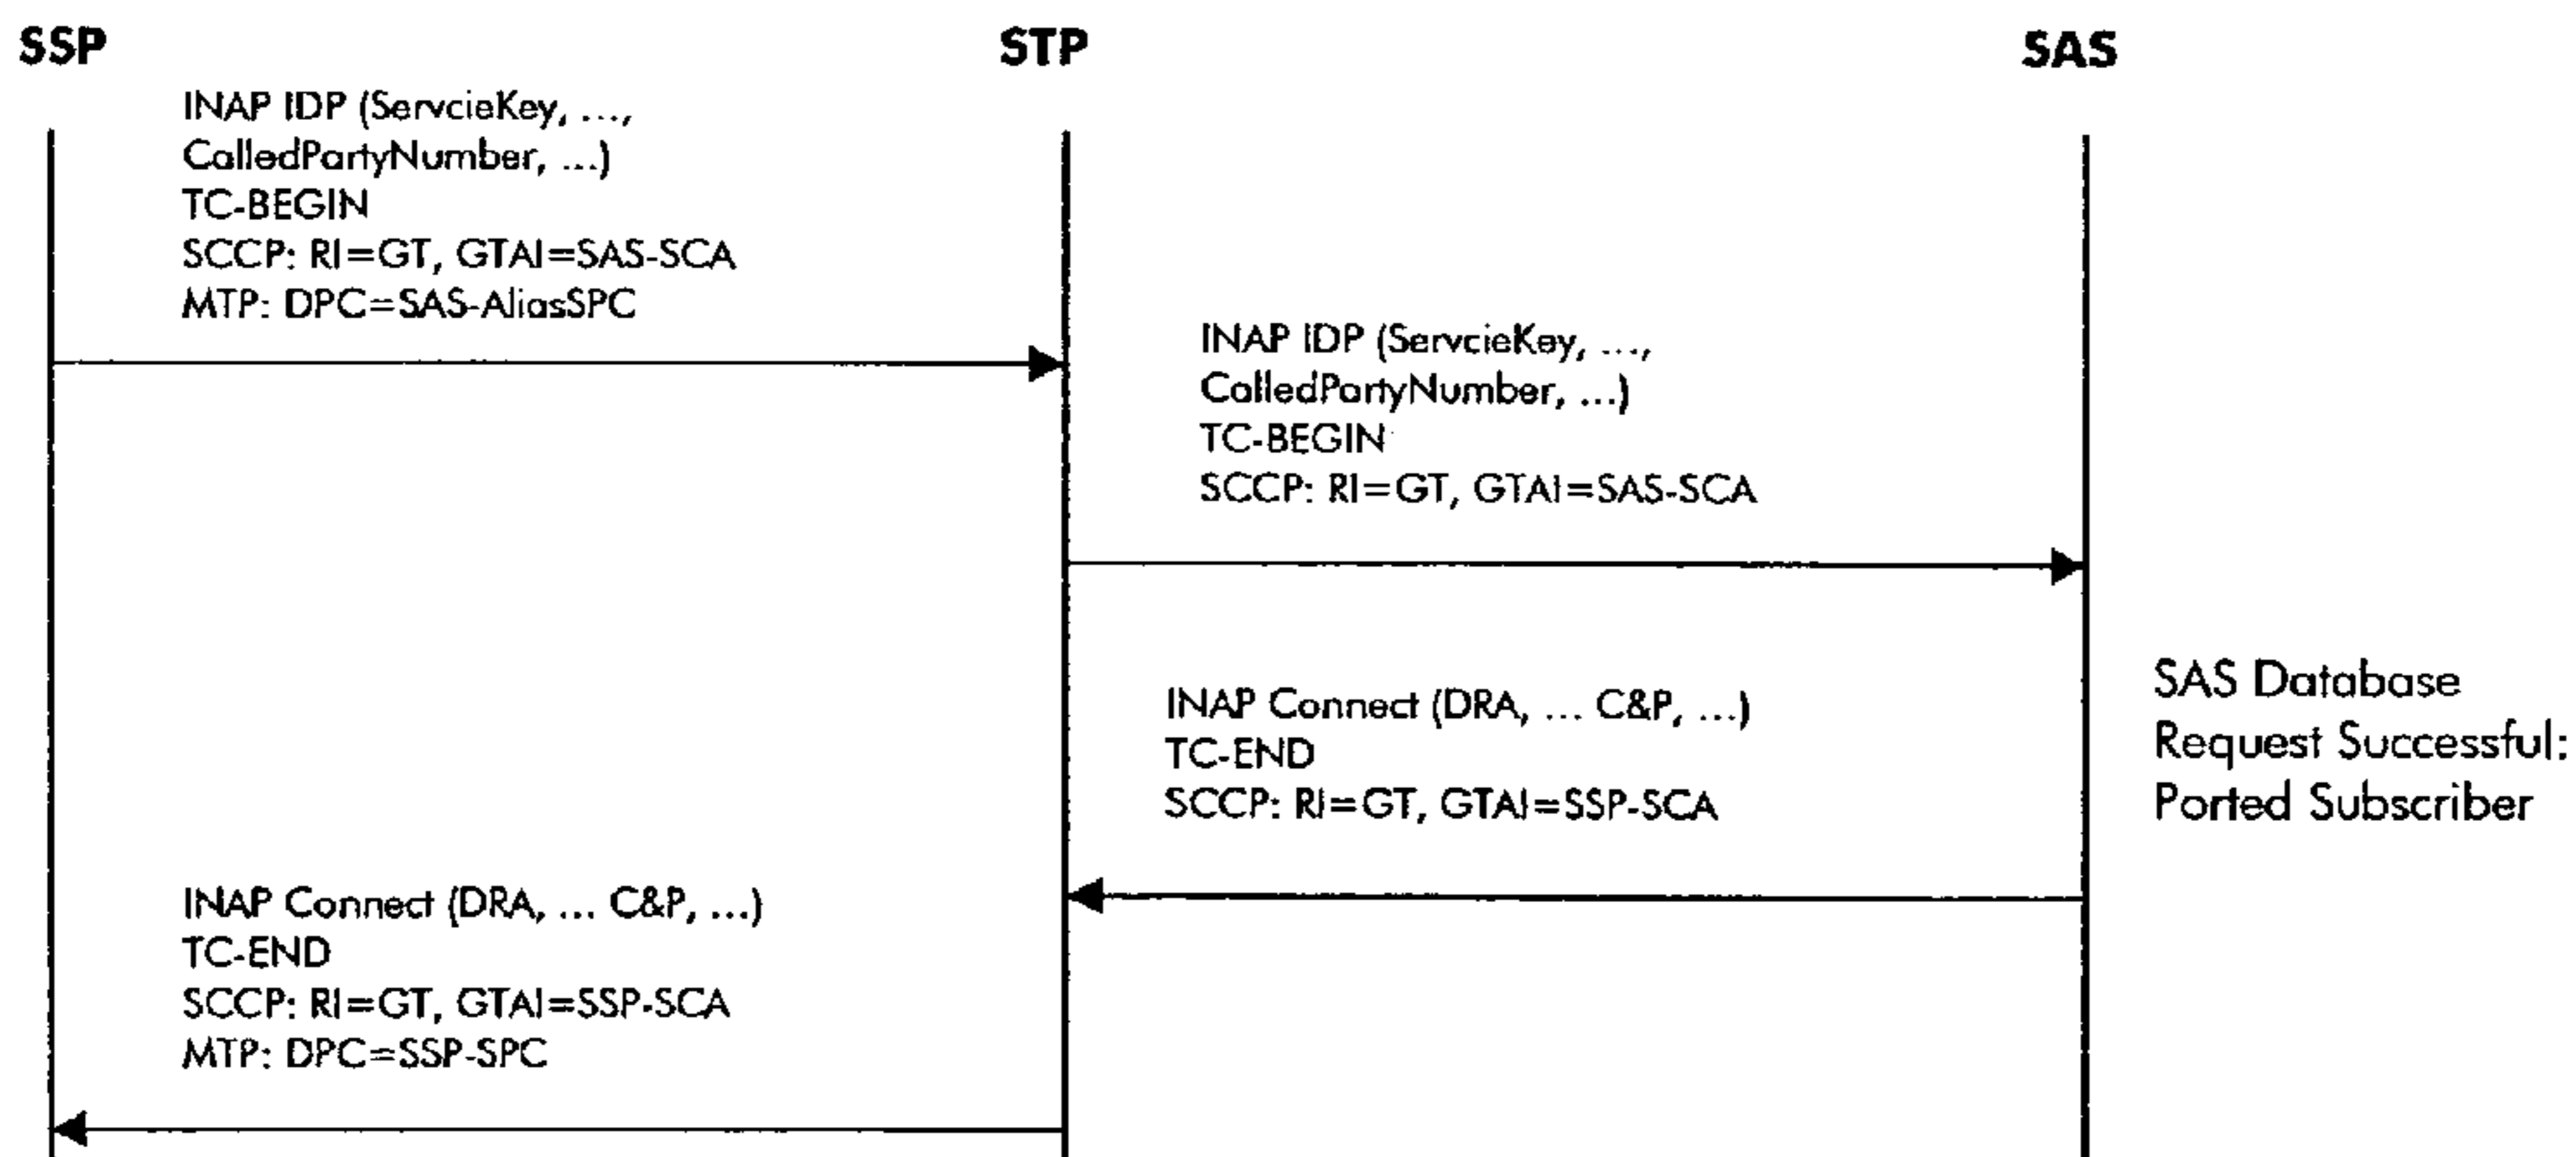 SSP STP SAS
INAP IDP (ServcieKey, ...,
CalledPartyNumber, ...)
TC-BEGIN
SCCP: RI=GT, GTAI=SAS-SCA
MTP: DPC=SAS-AliasSPC
INAP IDP (ServcieKey, ...,
CalledPartyNumber, ...)
TC-BEGIN
SCCP: RI=GT, GTAI=SAS-SCA
SAS Database
Request Successful:
Ported Subscriber
INAP Connect (DRA, ... C&P, ...)
TC-END
SCCP: RI=GT, GTAI=SSP-SCA
INAP Connect (DRA, ... C&P, ...)
TC-END
SCCP: RI=GT, GTAI=SSP-SCA
MTP: DPC=SSP-SPC